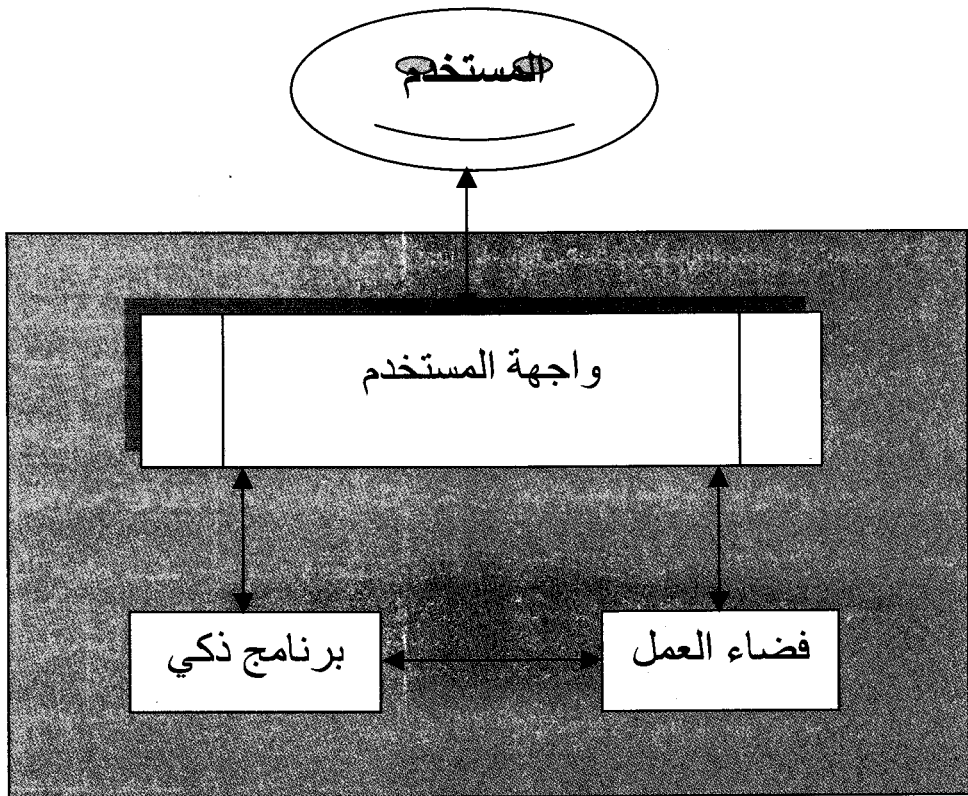 المستخدم
واجهة المستخدم
فضاء العمل
برنامج ذكي